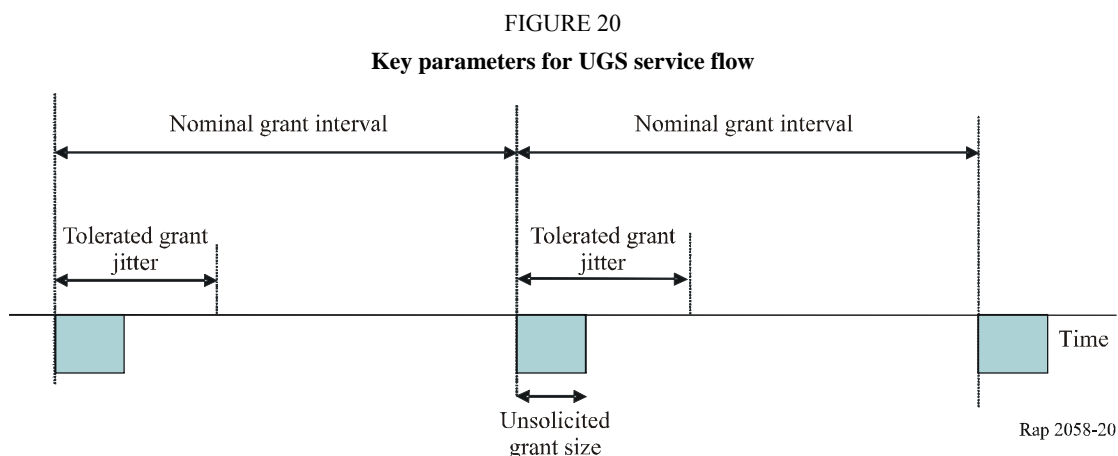 FIGURE 20
Key parameters for UGS service flow
Nominal grant interval
Nominal grant interval
Tolerated grant
jitter
Tolerated grant
jitter
Time
Unsolicited
grant size
Rap 2058-20